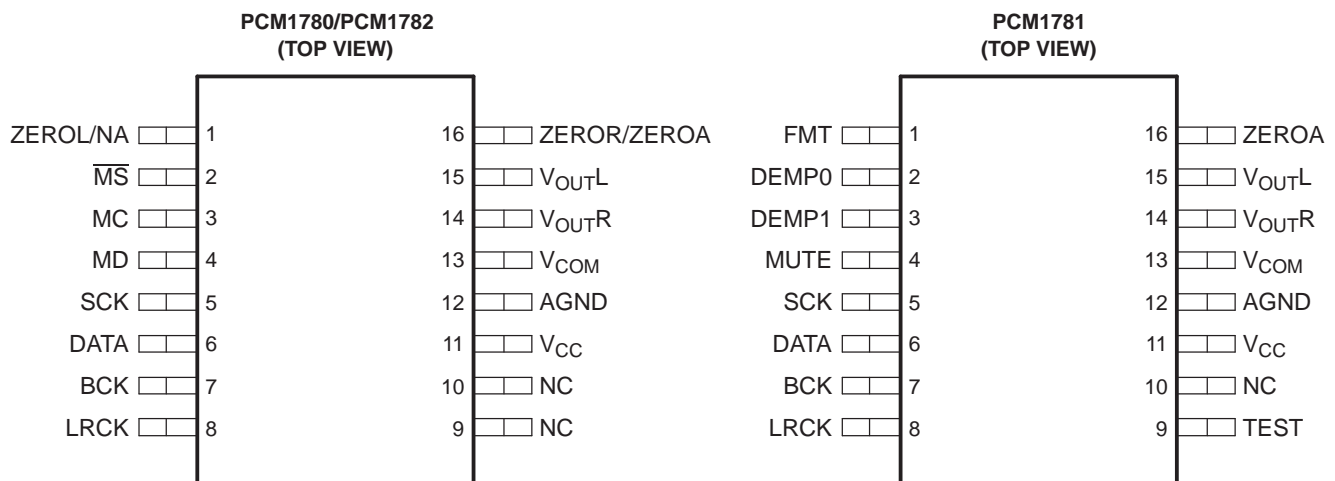 PCM1780/PCM1782
(TOP VIEW)
ZEROL/NA 1 16 ZEROR/ZEROA
MS 2 15 VOUTL
MC 3 14 VOUTR
MD 4 13 VCOM
SCK 5 12 AGND
DATA 6 11 VCC
BCK 7 10 NC
LRCK 8 9 NC
PCM1781
(TOP VIEW)
FMT 1 16 ZEROA
DEMP0 2 15 VOUTL
DEMP1 3 14 VOUTR
MUTE 4 13 VCOM
SCK 5 12 AGND
DATA 6 11 VCC
BCK 7 10 NC
LRCK 8 9 TEST